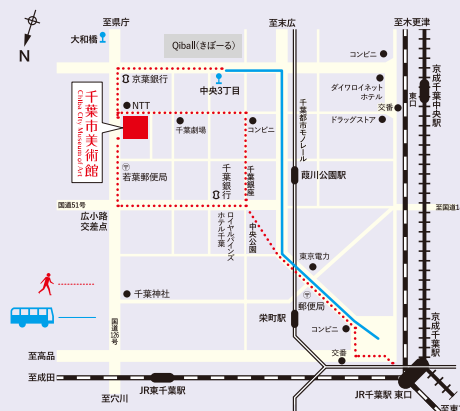 至県庁
至末広
至木更津
大和橋
Qiball(きぼーる)
N
コンビニ
京成千葉中央駅
京葉銀行
中央3丁目
ダイワロイネット
ホテル
東口
交番
NTT
千葉都市モノレール
千葉市美術館
Chiba City Museum of Art
千葉劇場
コンビニ
ドラッグストア
若葉郵便局
千葉銀行
千葉銀座
葭川公園駅
国道51号
至国道1
広小路
交差点
ロイヤルパインズ
ホテル千葉
中央公園
東京電力
千葉神社
郵便局
国道126号
栄町駅
コンビニ
京成千葉駅
至高品
交番
至成田
JR東千葉駅
JR千葉駅 東口
至穴川
至東